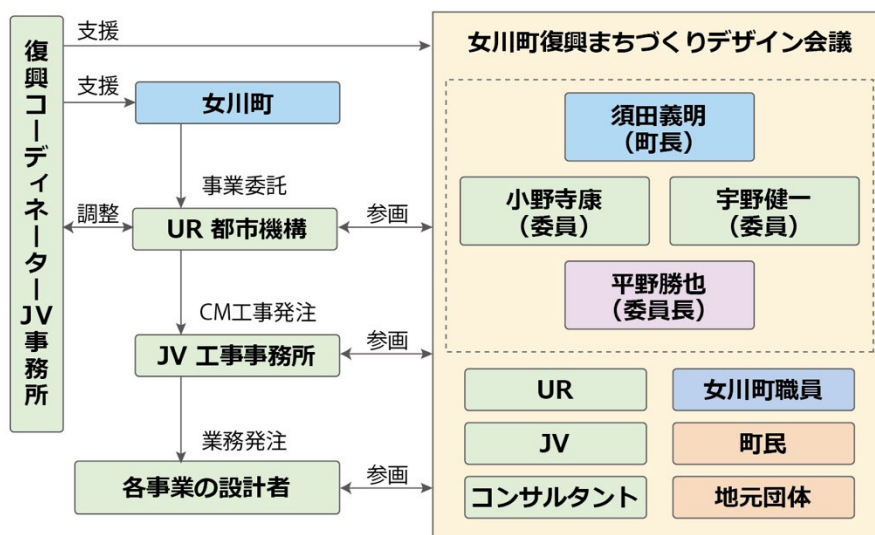 復興コーディネーターJV事務所
支援
支援
女川町
事業委託
調整
UR 都市機構
参画
CM工事発注
JV 工事事務所
参画
業務発注
各事業の設計者
参画
女川町復興まちづくりデザイン会議
須田義明
（町長）
小野寺康
（委員）
宇野健一
（委員）
平野勝也
（委員長）
UR
女川町職員
JV
町民
コンサルタント
地元団体